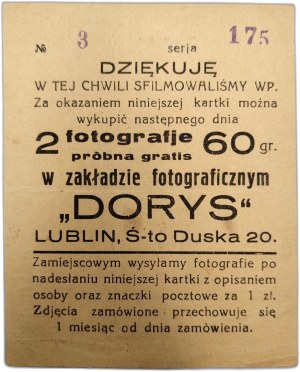 № 3 serja 175
DZIĘKUJĘ
W TEJ CHWILI SFILMOWALIŚMY WP.
Za okazaniem niniejszej kartki można
wykupić następnego dnia
2 fotografje 60 gr.
próbna gratis
w zakładzie fotograficznym
„DORYS"
LUBLIN, Ś-to Duska 20.
Zamiejscowym wysyłamy fotografie po
nadesłaniu niniejszej kartki z opisaniem
osoby oraz znaczki pocztowe za 1 zł.
Zdjęcia zamówione przechowuje się
1 miesiąc od dnia zamówienia.